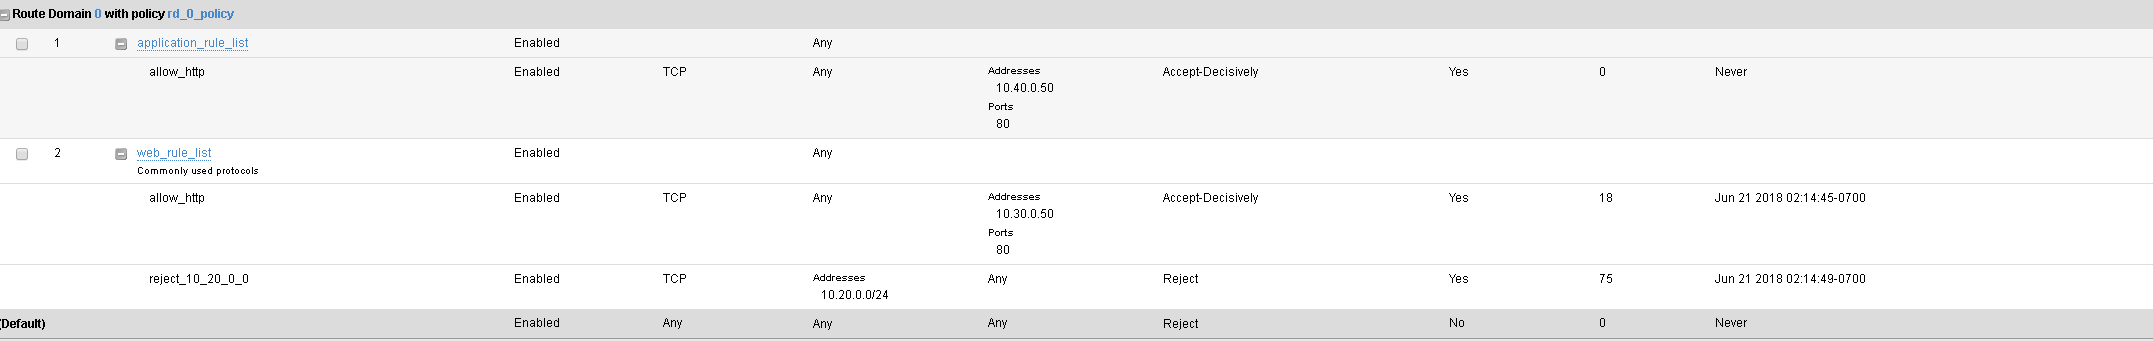 Route Domain 0 with policy rd_0_policy
1 application_rule_list Enabled Any
allow_http Enabled TCP Any Addresses Accept-Decisively Yes 0 Never
10.40.0.50
Ports
80
2 web_rule_list Enabled Any
Commonly used protocols
allow_http Enabled TCP Any Addresses Accept-Decisively Yes 18 Jun 21 2018 02:14:45-0700
10.30.0.50
Ports
80
reject_10_20_0_0 Enabled TCP Addresses Any Reject Yes 75 Jun 21 2018 02:14:49-0700
10.20.0.0/24
(Default) Enabled Any Any Any Reject No 0 Never